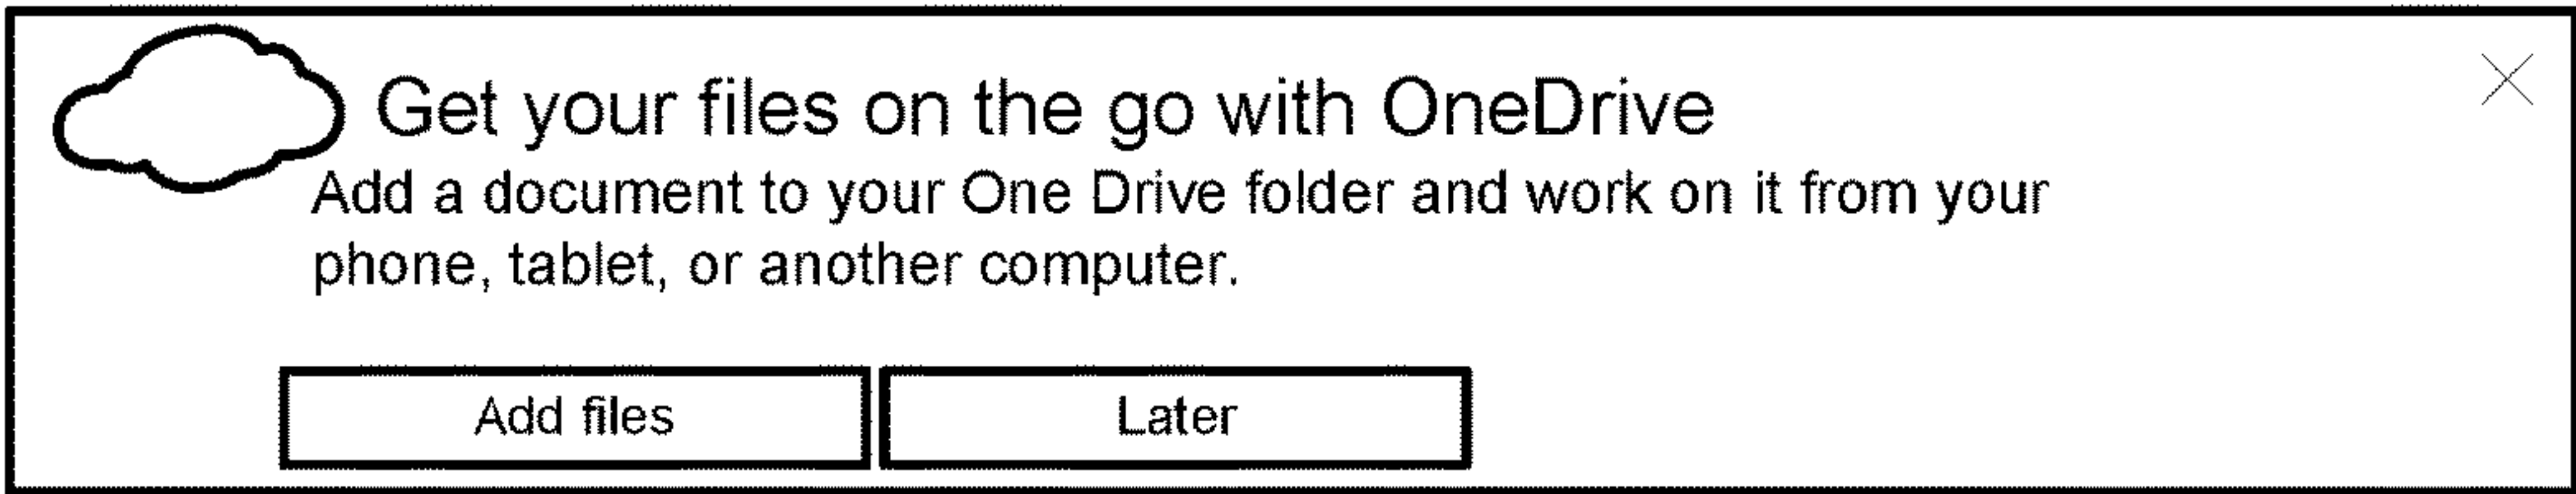 Get your files on the go with OneDrive
Add a document to your One Drive folder and work on it from your
phone, tablet, or another computer.
Add files
Later